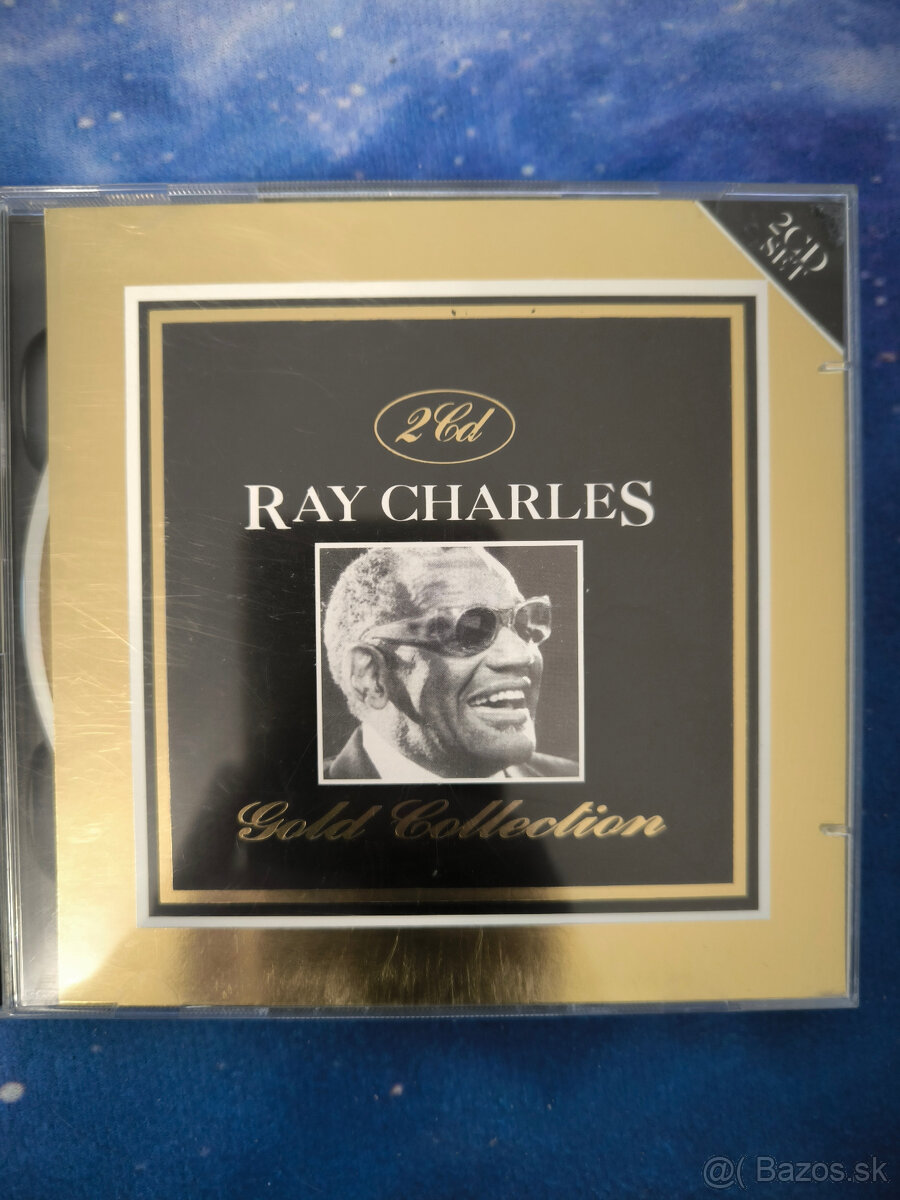 2CD
SET
2Cd
RAY CHARLES
Gold Collection
@( Bazos.sk